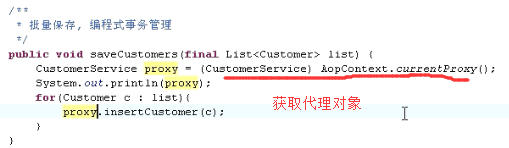 /**
 * 批量保存, 编程式事务管理
 */
public void saveCustomers(final List<Customer> list) {
    CustomerService proxy = (CustomerService) AopContext.currentProxy();
    System.out.println(proxy);
    for(Customer c : list){
        proxy.insertCustomer(c);
    }
}
获取代理对象